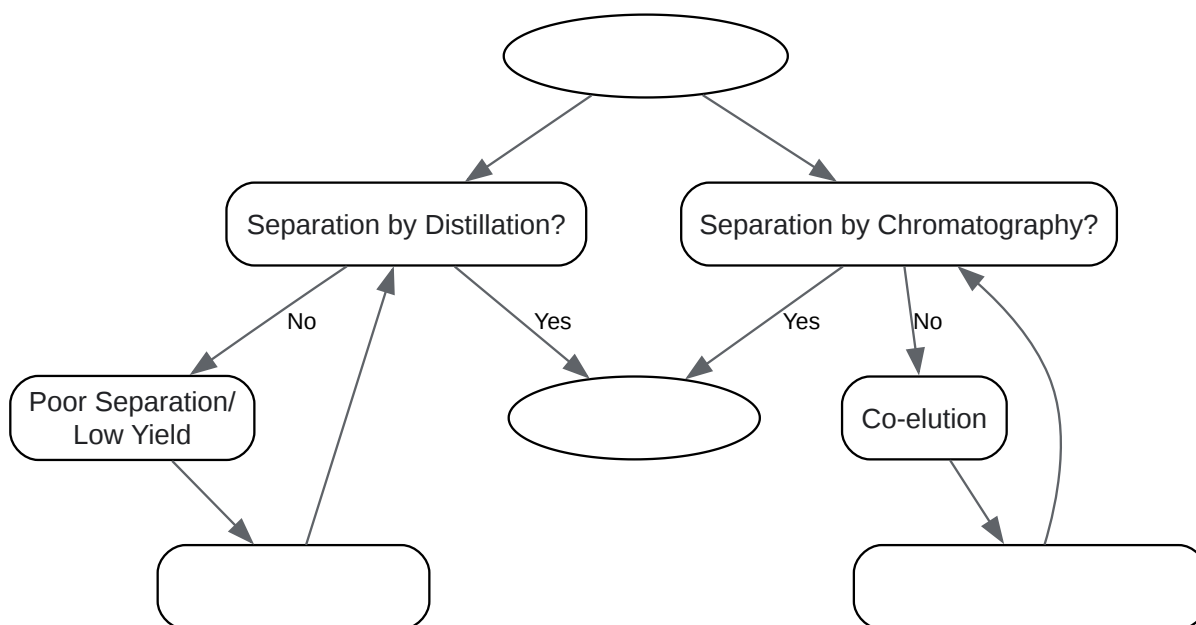 Separation by Distillation?
Separation by Chromatography?
No
Yes
Yes
No
Poor Separation/
Low Yield
Co-elution